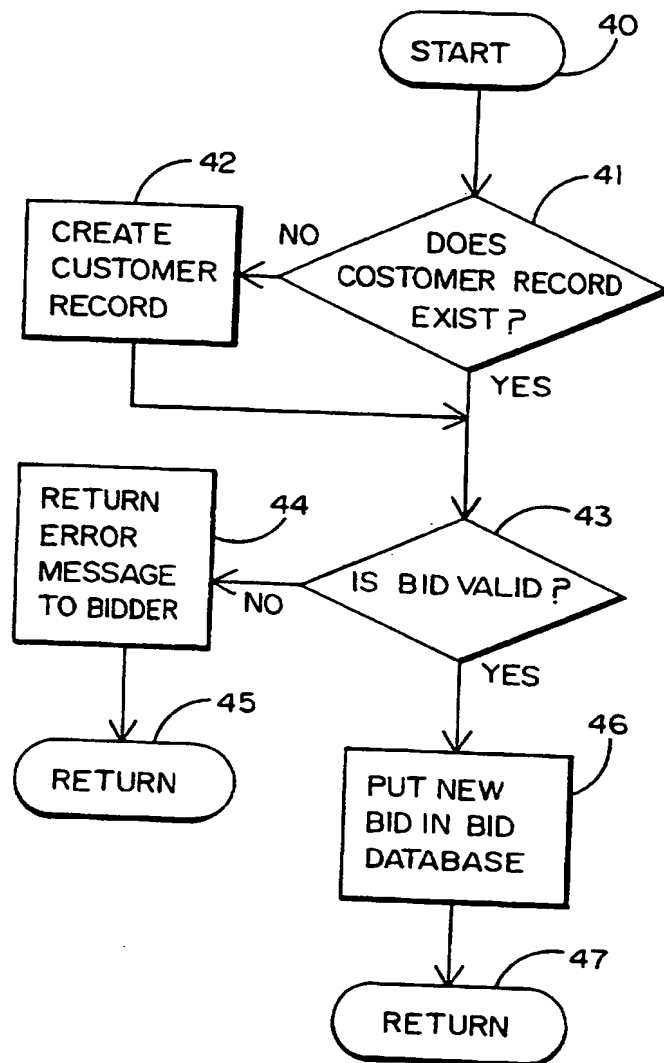 START
40
42
41
CREATE
CUSTOMER
RECORD
NO
DOES
COSTOMER RECORD
EXIST?
YES
RETURN
ERROR
MESSAGE
TO BIDDER
44
43
IS BID VALID?
NO
YES
45
RETURN
46
PUT NEW
BID IN BID
DATABASE
47
RETURN